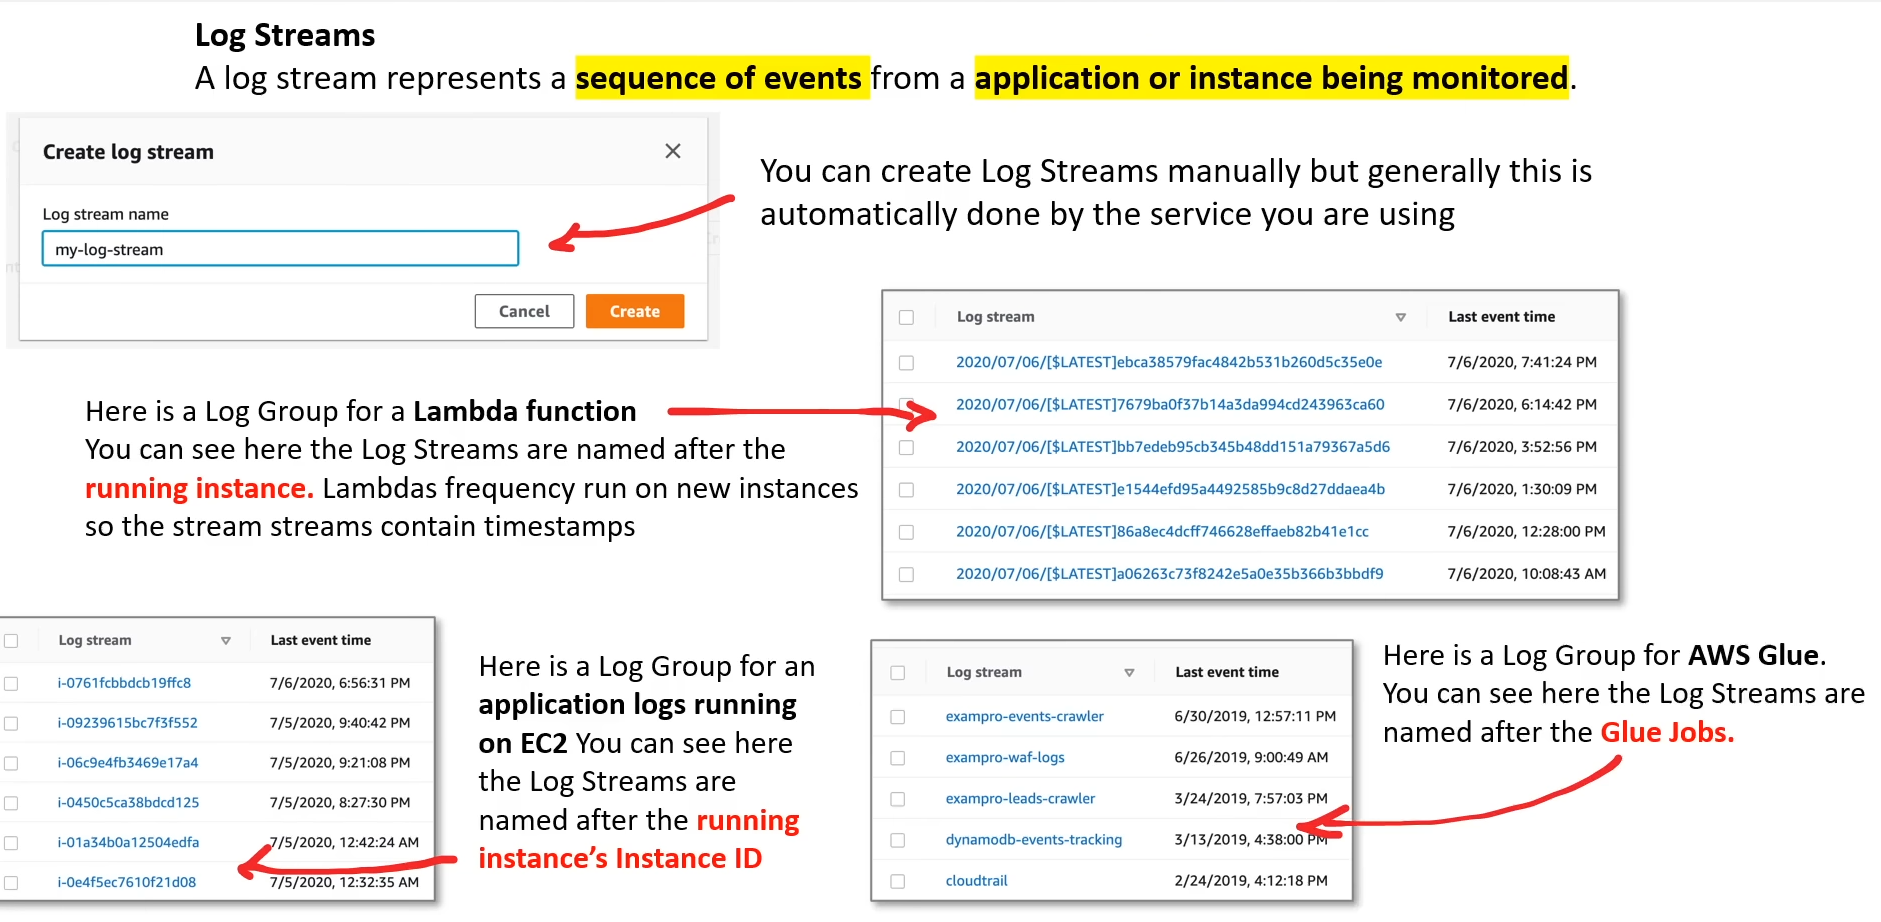 Log Streams
A log stream represents a sequence of events from a application or instance being monitored.
Create log stream
Log stream name
my-log-stream
Cancel
Create
You can create Log Streams manually but generally this is
automatically done by the service you are using
Here is a Log Group for a Lambda function
You can see here the Log Streams are named after the
running instance. Lambdas frequency run on new instances
so the stream streams contain timestamps
Log stream Last event time
2020/07/06/[$LATEST]ebca38579fac4842b531b260d5c35e0e 7/6/2020, 7:41:24 PM
2020/07/06/[$LATEST]7679ba0f37b14a3da994cd243963ca60 7/6/2020, 6:14:42 PM
2020/07/06/[$LATEST]bb7edeb95cb345b48dd151a79367a5d6 7/6/2020, 3:52:56 PM
2020/07/06/[$LATEST]e1544efd95a4492585b9c8d27ddaea4b 7/6/2020, 1:30:09 PM
2020/07/06/[$LATEST]86a8ec4dcff746628effaeb82b41e1cc 7/6/2020, 12:28:00 PM
2020/07/06/[$LATEST]a06263c73f8242e5a0e35b366b3bbdf9 7/6/2020, 10:08:43 AM
Log stream Last event time
i-0761fcbbdcb19ffc8 7/6/2020, 6:56:31 PM
i-09239615bc7f3f552 7/5/2020, 9:40:42 PM
i-06c9e4fb3469e17a4 7/5/2020, 9:21:08 PM
i-0450c5ca38bdcd125 7/5/2020, 8:27:30 PM
i-01a34b0a12504edfa 7/5/2020, 12:42:24 AM
i-0e4f5ec7610f21d08 7/5/2020, 12:32:35 AM
Here is a Log Group for an
application logs running
on EC2 You can see here
the Log Streams are
named after the running
instance's Instance ID
Log stream Last event time
exampro-events-crawler 6/30/2019, 12:57:11 PM
exampro-waf-logs 6/26/2019, 9:00:49 AM
exampro-leads-crawler 3/24/2019, 7:57:03 PM
dynamodb-events-tracking 3/13/2019, 4:38:00 PM
cloudtrail 2/24/2019, 4:12:18 PM
Here is a Log Group for AWS Glue.
You can see here the Log Streams are
named after the Glue Jobs.